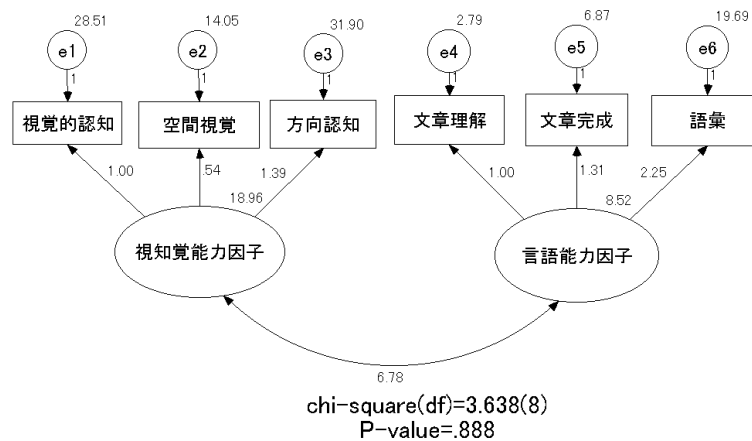 28.51 14.05 31.90 2.79 6.87 19.69
e1 e2 e3 e4 e5 e6
1 1 1 1 1 1
視覚的認知 空間視覚 方向認知 文章理解 文章完成 語彙
1.00 .54 1.39 1.00 1.31 2.25
18.96 8.52
視知覚能力因子 言語能力因子
6.78
chi-square(df)=3.638(8)
P-value=.888